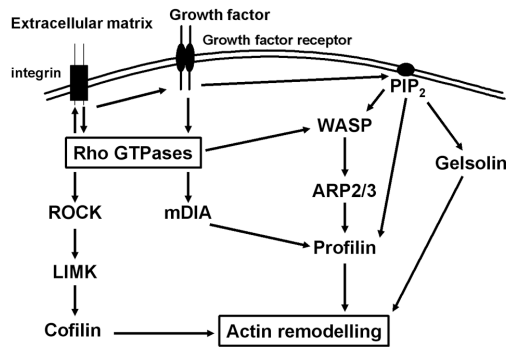 Growth factor
Extracellular matrix
Growth factor receptor
integrin
PIP2
WASP
Rho GTPases
Gelsolin
ARP2/3
ROCK
mDIA
Profilin
LIMK
Cofilin
Actin remodelling